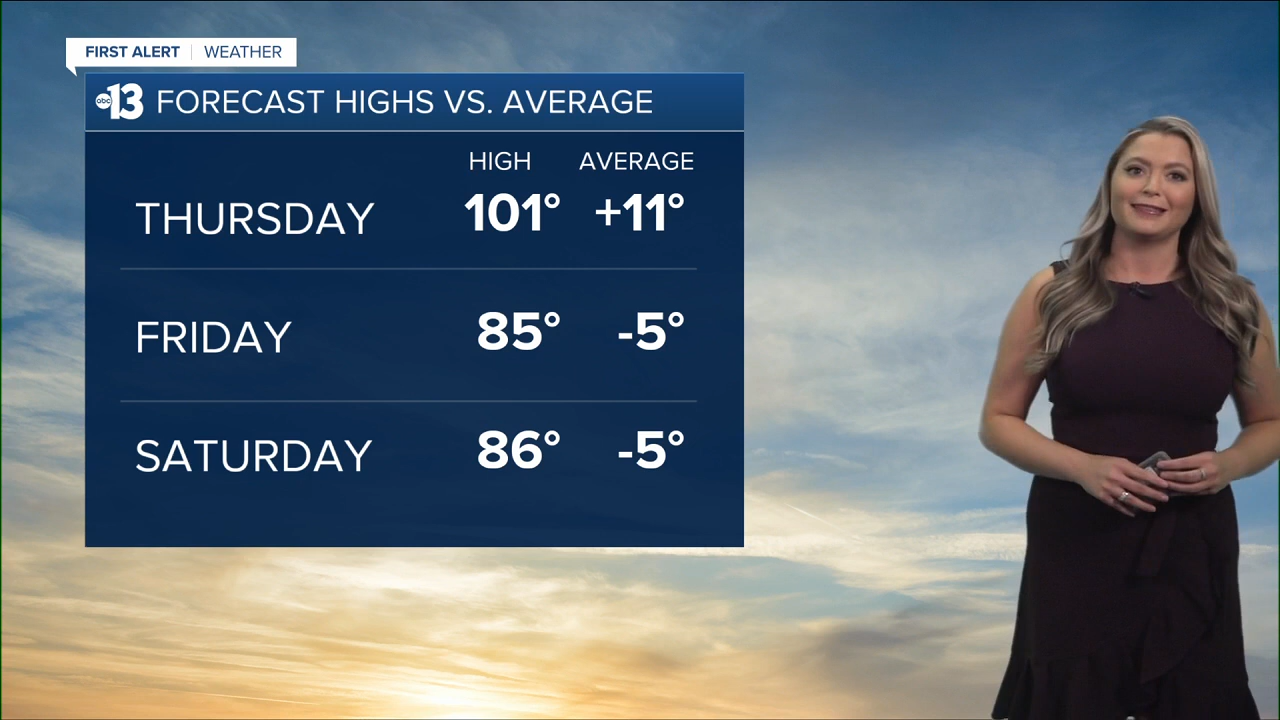 FIRST ALERT | WEATHER
abc 13 FORECAST HIGHS VS. AVERAGE
HIGH AVERAGE
THURSDAY 101° +11°
FRIDAY 85° -5°
SATURDAY 86° -5°